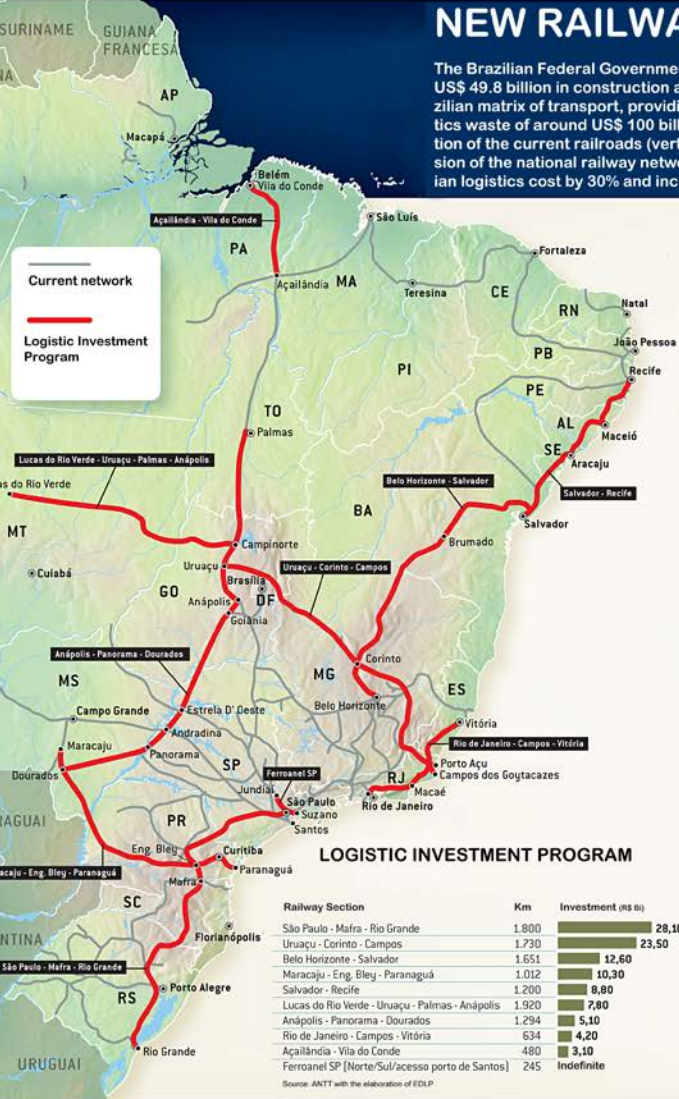 NEW RAILWA
The Brazilian Federal Governme
US$ 49.8 billion in construction a
zilian matrix of transport, providi
tics waste of around US$ 100 bill
tion of the current railroads (vert
sion of the national railway netwo
ian logistics cost by 30% and inc
SURINAME
GUIANA
FRANCESA
NA
AP
Macapá
Belém
Vila do Conde
Açailândia - Vila do Conde
São Luís
PA
Current network
Logistic Investment
Program
Açailândia
MA
Teresina
Fortaleza
CE
RN
Natal
João Pessoa
PB
Recife
PI
PE
TO
Palmas
AL
Maceió
SE
Aracaju
Lucas do Rio Verde - Uruaçu - Palmas - Anápolis
as do Rio Verde
Belo Horizonte - Salvador
Salvador - Recife
BA
Salvador
MT
Brumado
Campinorte
Uruaçu
Uruaçu - Corinto - Campos
Cuiabá
Brasília
GO
DF
Anápolis
Goiânia
Anápolis - Panorama - Dourados
Corinto
MG
ES
MS
Belo Horizonte
Campo Grande
Estrela D' Oeste
Vitória
Andradina
Maracaju
Panorama
Rio de Janeiro - Campos - Vitória
SP
Porto Açu
Dourados
Ferroanel SP
RJ
Campos dos Goytacazes
Jundiaí
Macaé
São Paulo
Rio de Janeiro
RAGUAI
PR
Suzano
Santos
Eng. Bley
Curitiba
acaju - Eng. Bley - Paranaguá
Paranaguá
Mafra
SC
Florianópolis
NTINA
São Paulo - Mafra - Rio Grande
RS
Porto Alegre
Rio Grande
URUGUAI
LOGISTIC INVESTMENT PROGRAM
Railway Section Km Investment (R$ Bi)
São Paulo - Mafra - Rio Grande 1.800 28,10
Uruaçu - Corinto - Campos 1.730 23,50
Belo Horizonte - Salvador 1.651 12,60
Maracaju - Eng. Bley - Paranaguá 1.012 10,30
Salvador - Recife 1.200 8,80
Lucas do Rio Verde - Uruaçu - Palmas - Anápolis 1.920 7,80
Anápolis - Panorama - Dourados 1.294 5,10
Rio de Janeiro - Campos - Vitória 634 4,20
Açailândia - Vila do Conde 480 3,10
Ferroanel SP (Norte/Sul/acesso porto de Santos) 245 Indefinite
Source: ANTT with the elaboration of EDLP